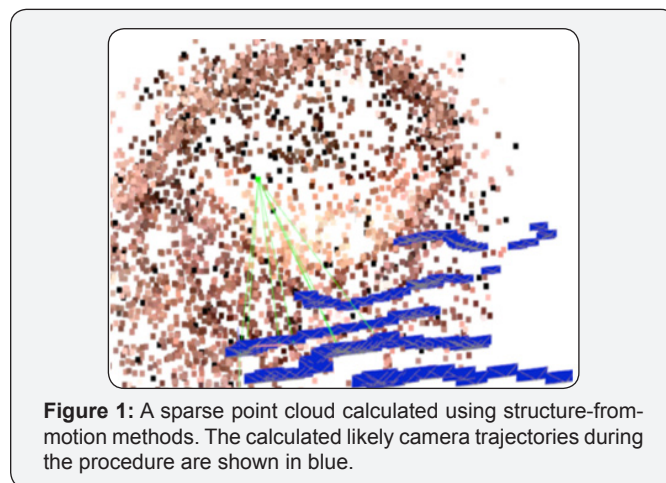 Figure 1: A sparse point cloud calculated using structure-from-
motion methods. The calculated likely camera trajectories during
the procedure are shown in blue.